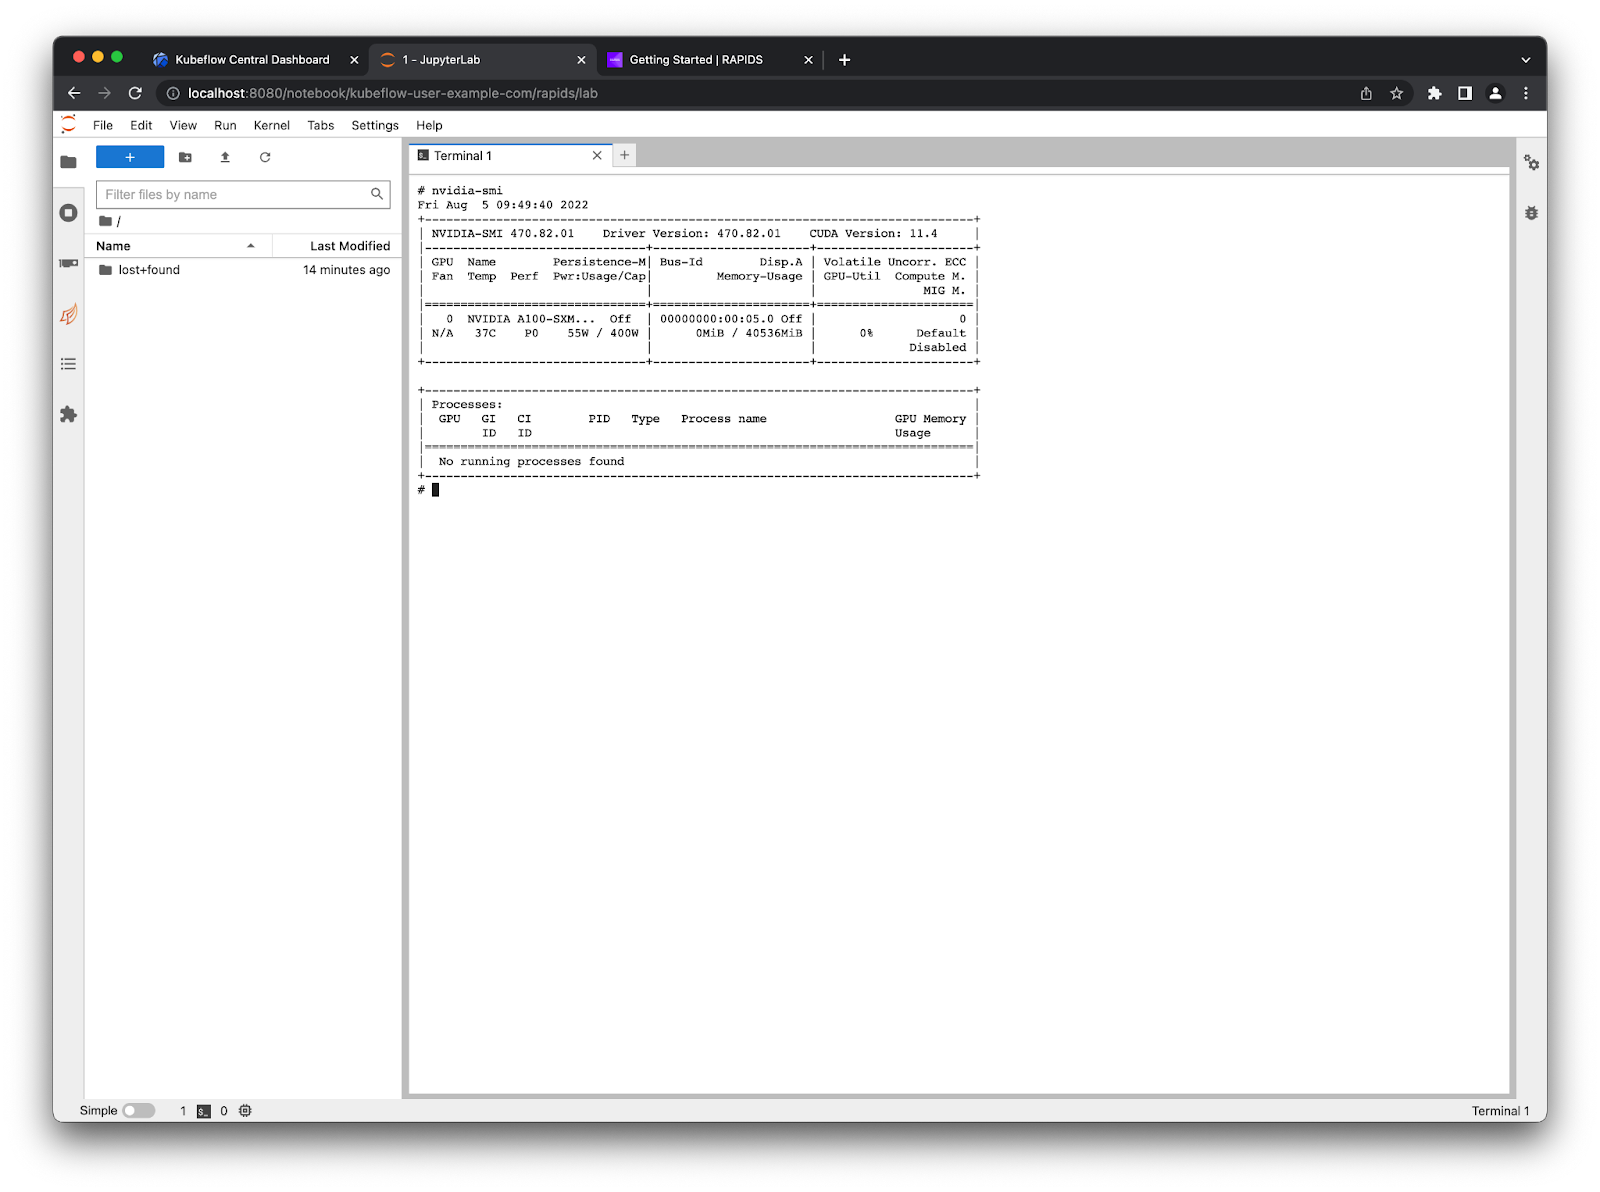 Kubeflow Central Dashboard
1 - JupyterLab
Getting Started | RAPIDS
localhost:8080/notebook/kubeflow-user-example-com/rapids/lab
File Edit View Run Kernel Tabs Settings Help
Terminal 1
Filter files by name
/
Name Last Modified
lost+found 14 minutes ago
# nvidia-smi
Fri Aug  5 09:49:40 2022
+-----------------------------------------------------------------------------+
| NVIDIA-SMI 470.82.01    Driver Version: 470.82.01    CUDA Version: 11.4     |
|-------------------------------+----------------------+----------------------+
| GPU  Name        Persistence-M| Bus-Id        Disp.A | Volatile Uncorr. ECC |
| Fan  Temp  Perf  Pwr:Usage/Cap|         Memory-Usage | GPU-Util  Compute M. |
|                               |                      |               MIG M. |
|===============================+======================+======================|
|   0  NVIDIA A100-SXM...  Off  | 00000000:00:05.0 Off |                    0 |
| N/A   37C    P0    55W / 400W |      0MiB / 40536MiB |      0%      Default |
|                               |                      |             Disabled |
+-------------------------------+----------------------+----------------------+
+-----------------------------------------------------------------------------+
| Processes:                                                                  |
|  GPU   GI   CI        PID   Type   Process name                  GPU Memory |
|        ID   ID                                                   Usage      |
|=============================================================================|
|  No running processes found                                                 |
+-----------------------------------------------------------------------------+
#
Simple 1 $_ 0 Terminal 1